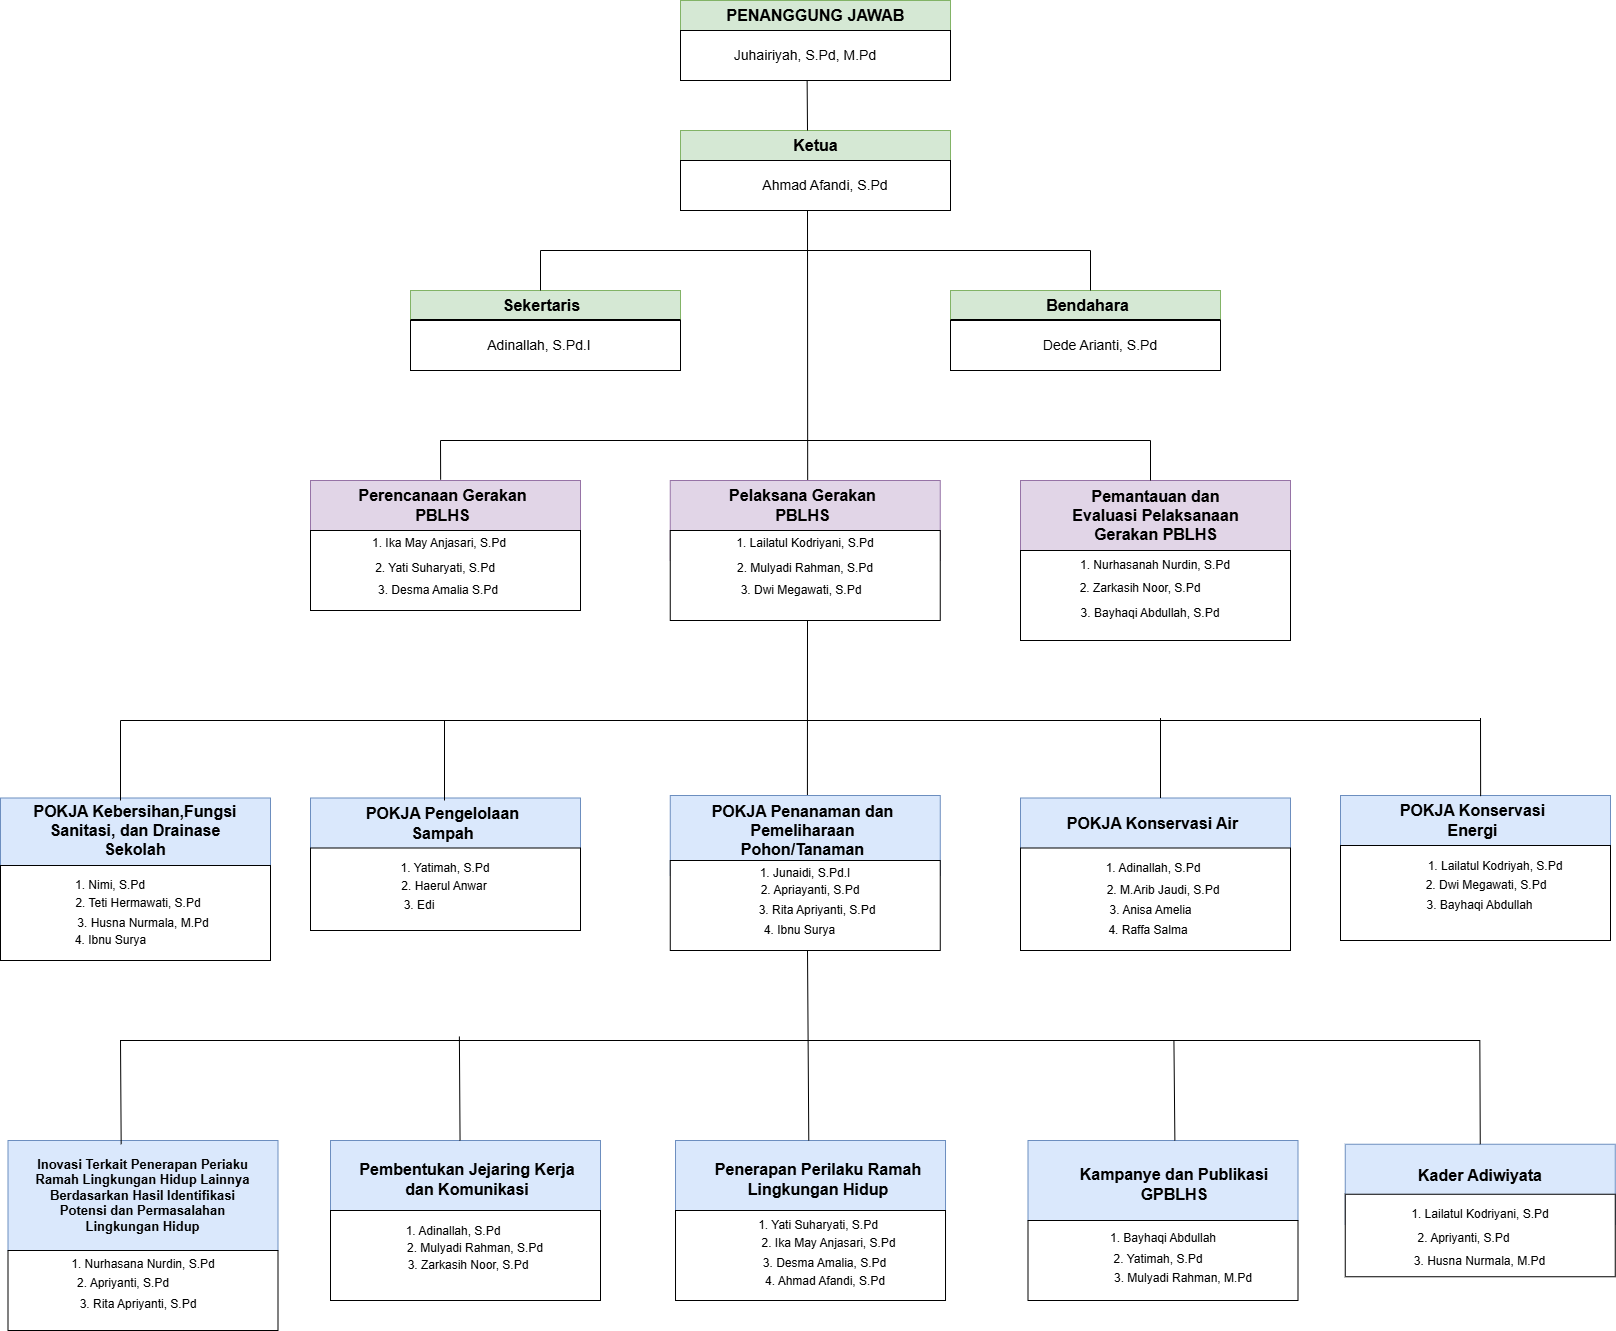 PENANGGUNG JAWAB
Juhairiyah, S.Pd, M.Pd
Ketua
Ahmad Afandi, S.Pd
Sekertaris
Adinallah, S.Pd.I
Bendahara
Dede Arianti, S.Pd
Perencanaan Gerakan
PBLHS
1. Ika May Anjasari, S.Pd
2. Yati Suharyati, S.Pd
3. Desma Amalia S.Pd
Pelaksana Gerakan
PBLHS
1. Lailatul Kodriyani, S.Pd
2. Mulyadi Rahman, S.Pd
3. Dwi Megawati, S.Pd
Pemantauan dan
Evaluasi Pelaksanaan
Gerakan PBLHS
1. Nurhasanah Nurdin, S.Pd
2. Zarkasih Noor, S.Pd
3. Bayhaqi Abdullah, S.Pd
POKJA Kebersihan,Fungsi
Sanitasi, dan Drainase
Sekolah
1. Nimi, S.Pd
2. Teti Hermawati, S.Pd
3. Husna Nurmala, M.Pd
4. Ibnu Surya
POKJA Pengelolaan
Sampah
1. Yatimah, S.Pd
2. Haerul Anwar
3. Edi
POKJA Penanaman dan
Pemeliharaan
Pohon/Tanaman
1. Junaidi, S.Pd.I
2. Apriayanti, S.Pd
3. Rita Apriyanti, S.Pd
4. Ibnu Surya
POKJA Konservasi Air
1. Adinallah, S.Pd
2. M.Arib Jaudi, S.Pd
3. Anisa Amelia
4. Raffa Salma
POKJA Konservasi
Energi
1. Lailatul Kodriyah, S.Pd
2. Dwi Megawati, S.Pd
3. Bayhaqi Abdullah
Inovasi Terkait Penerapan Periaku
Ramah Lingkungan Hidup Lainnya
Berdasarkan Hasil Identifikasi
Potensi dan Permasalahan
Lingkungan Hidup
1. Nurhasana Nurdin, S.Pd
2. Apriyanti, S.Pd
3. Rita Apriyanti, S.Pd
Pembentukan Jejaring Kerja
dan Komunikasi
1. Adinallah, S.Pd
2. Mulyadi Rahman, S.Pd
3. Zarkasih Noor, S.Pd
Penerapan Perilaku Ramah
Lingkungan Hidup
1. Yati Suharyati, S.Pd
2. Ika May Anjasari, S.Pd
3. Desma Amalia, S.Pd
4. Ahmad Afandi, S.Pd
Kampanye dan Publikasi
GPBLHS
1. Bayhaqi Abdullah
2. Yatimah, S.Pd
3. Mulyadi Rahman, M.Pd
Kader Adiwiyata
1. Lailatul Kodriyani, S.Pd
2. Apriyanti, S.Pd
3. Husna Nurmala, M.Pd